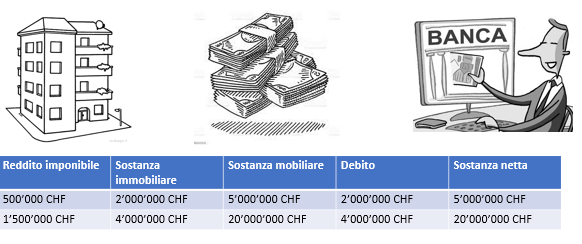 BANCA
Reddito imponibile Sostanza immobiliare Sostanza mobiliare Debito Sostanza netta
500’000 CHF 2’000’000 CHF 5’000’000 CHF 2’000’000 CHF 5’000’000 CHF
1’500’000 CHF 4’000’000 CHF 20’000’000 CHF 4’000’000 CHF 20’000’000 CHF